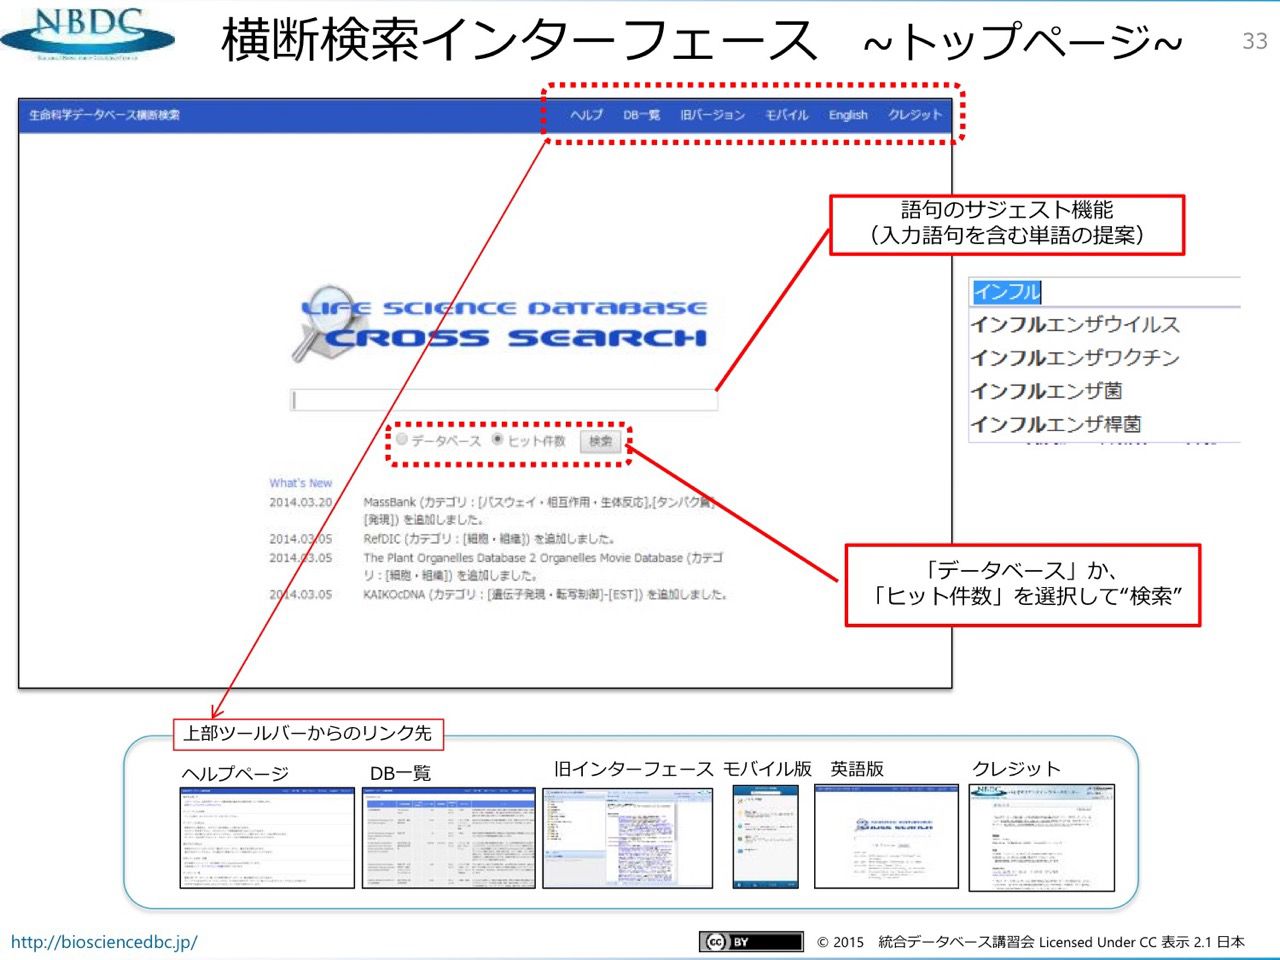 NBDC
横断検索インターフェース ~トップページ~
33
生命科学データベース横断検索
ヘルプ DB一覧 旧バージョン モバイル English クレジット
語句のサジェスト機能
（入力語句を含む単語の提案）
インフル
インフルエンザウイルス
インフルエンザワクチン
インフルエンザ菌
インフルエンザ桿菌
LIFE SCIENCE DATABASE
CROSS SEARCH
データベース ヒット件数 検索
What's New
2014.03.20 MassBank (カテゴリ：[パスウェイ・相互作用・生体反応],[タンパク質]
[発現]) を追加しました。
2014.03.05 RefDIC (カテゴリ：[細胞・組織]) を追加しました。
2014.03.05 The Plant Organelles Database 2 Organelles Movie Database (カテゴ
リ：[細胞・組織]) を追加しました。
2014.03.05 KAIKOcDNA (カテゴリ：[遺伝子発現・転写制御]-[EST]) を追加しました。
「データベース」か、
「ヒット件数」を選択して“検索”
上部ツールバーからのリンク先
ヘルプページ DB一覧 旧インターフェース モバイル版 英語版 クレジット
CROSS SEARCH
http://biosciencedbc.jp/
cc BY
© 2015 統合データベース講習会 Licensed Under CC 表示 2.1 日本